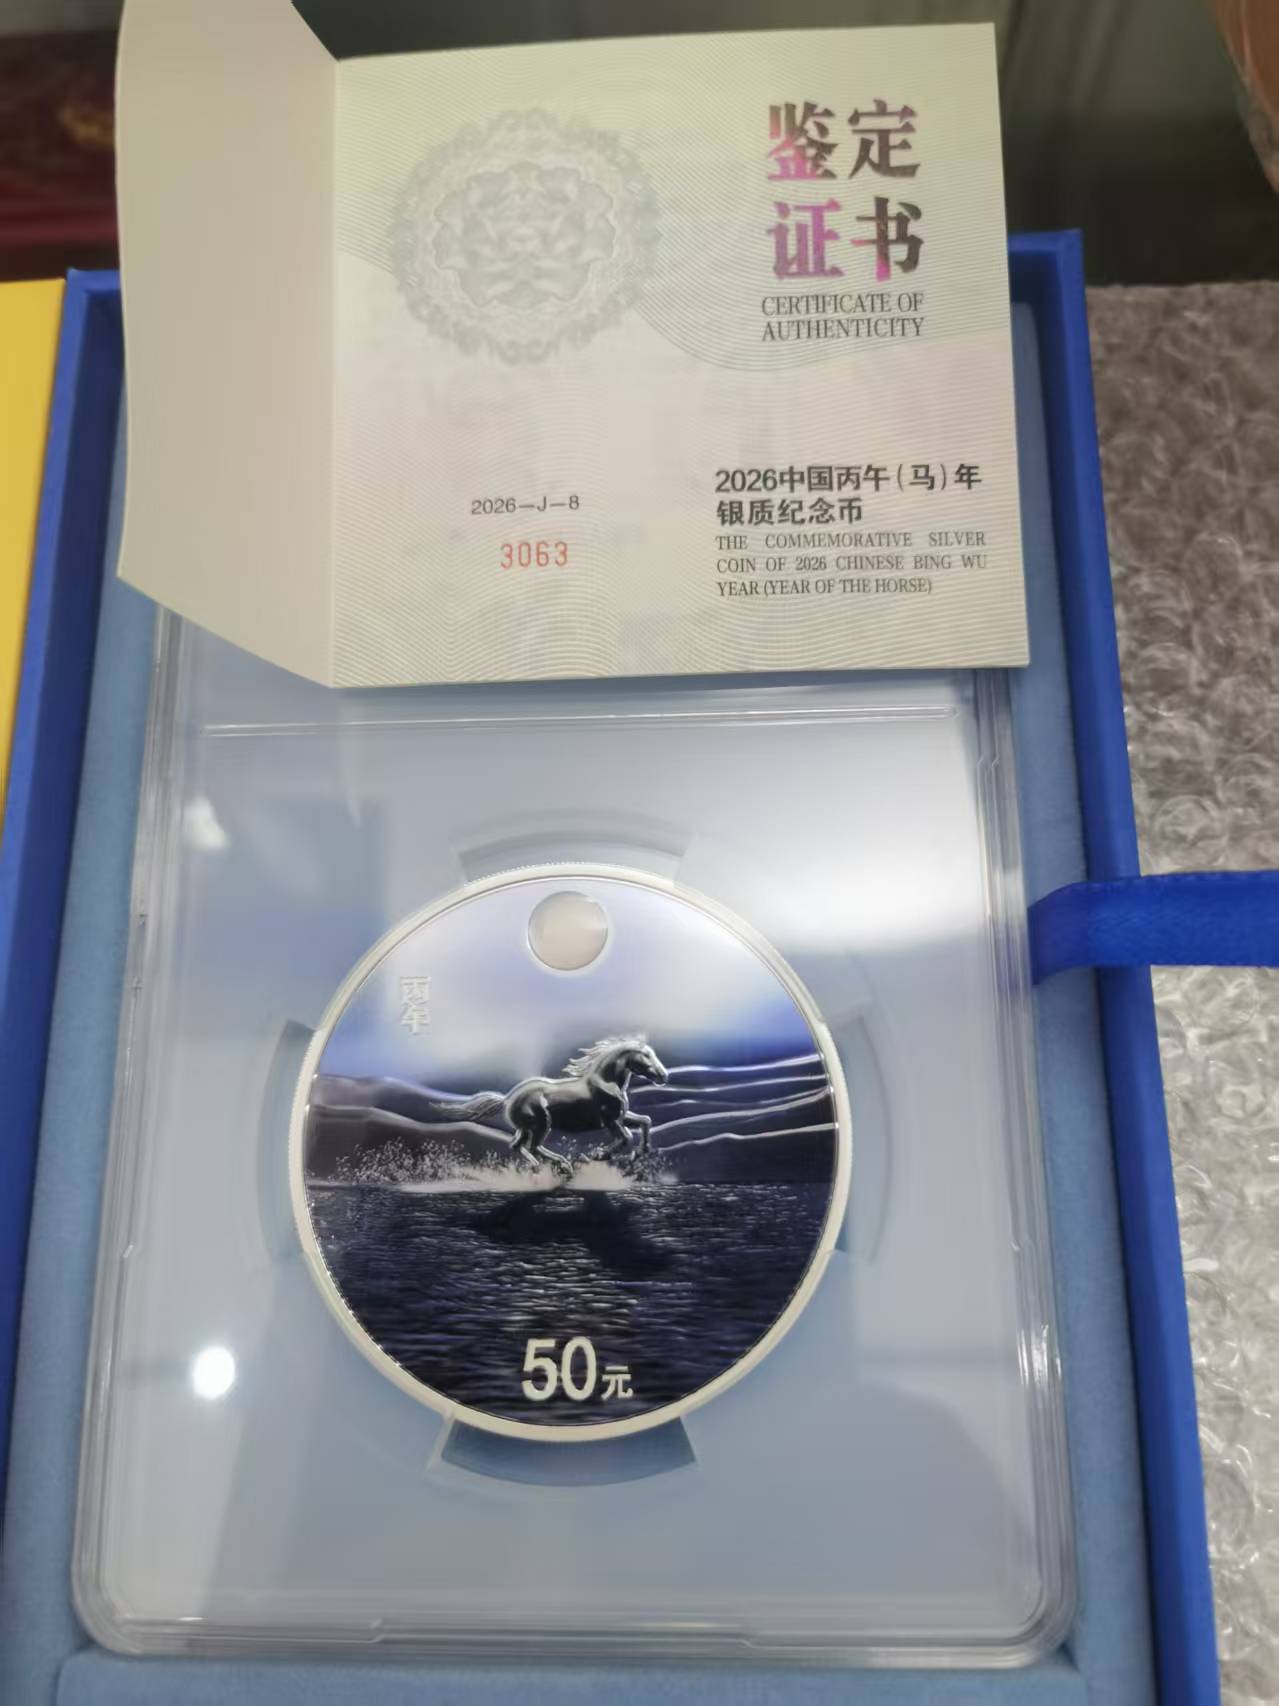 鉴定
证书
CERTIFICATE OF
AUTHENTICITY
2026中国丙午(马)年
银质纪念币
THE COMMEMORATIVE SILVER
COIN OF 2026 CHINESE BING WU
YEAR (YEAR OF THE HORSE)
2026-J-8
3063
丙午
50元